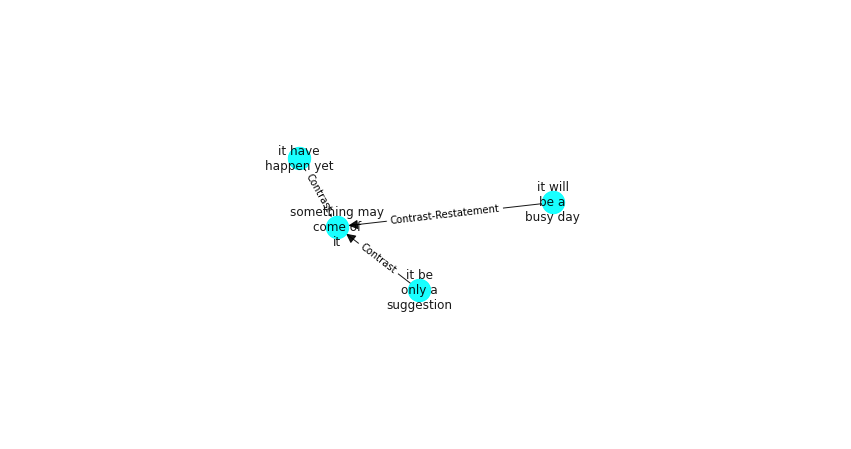 it have
happen yet
Contrast
something may
come of
it
Contrast-Restatement
it will
be a
busy day
Contrast
it be
only a
suggestion